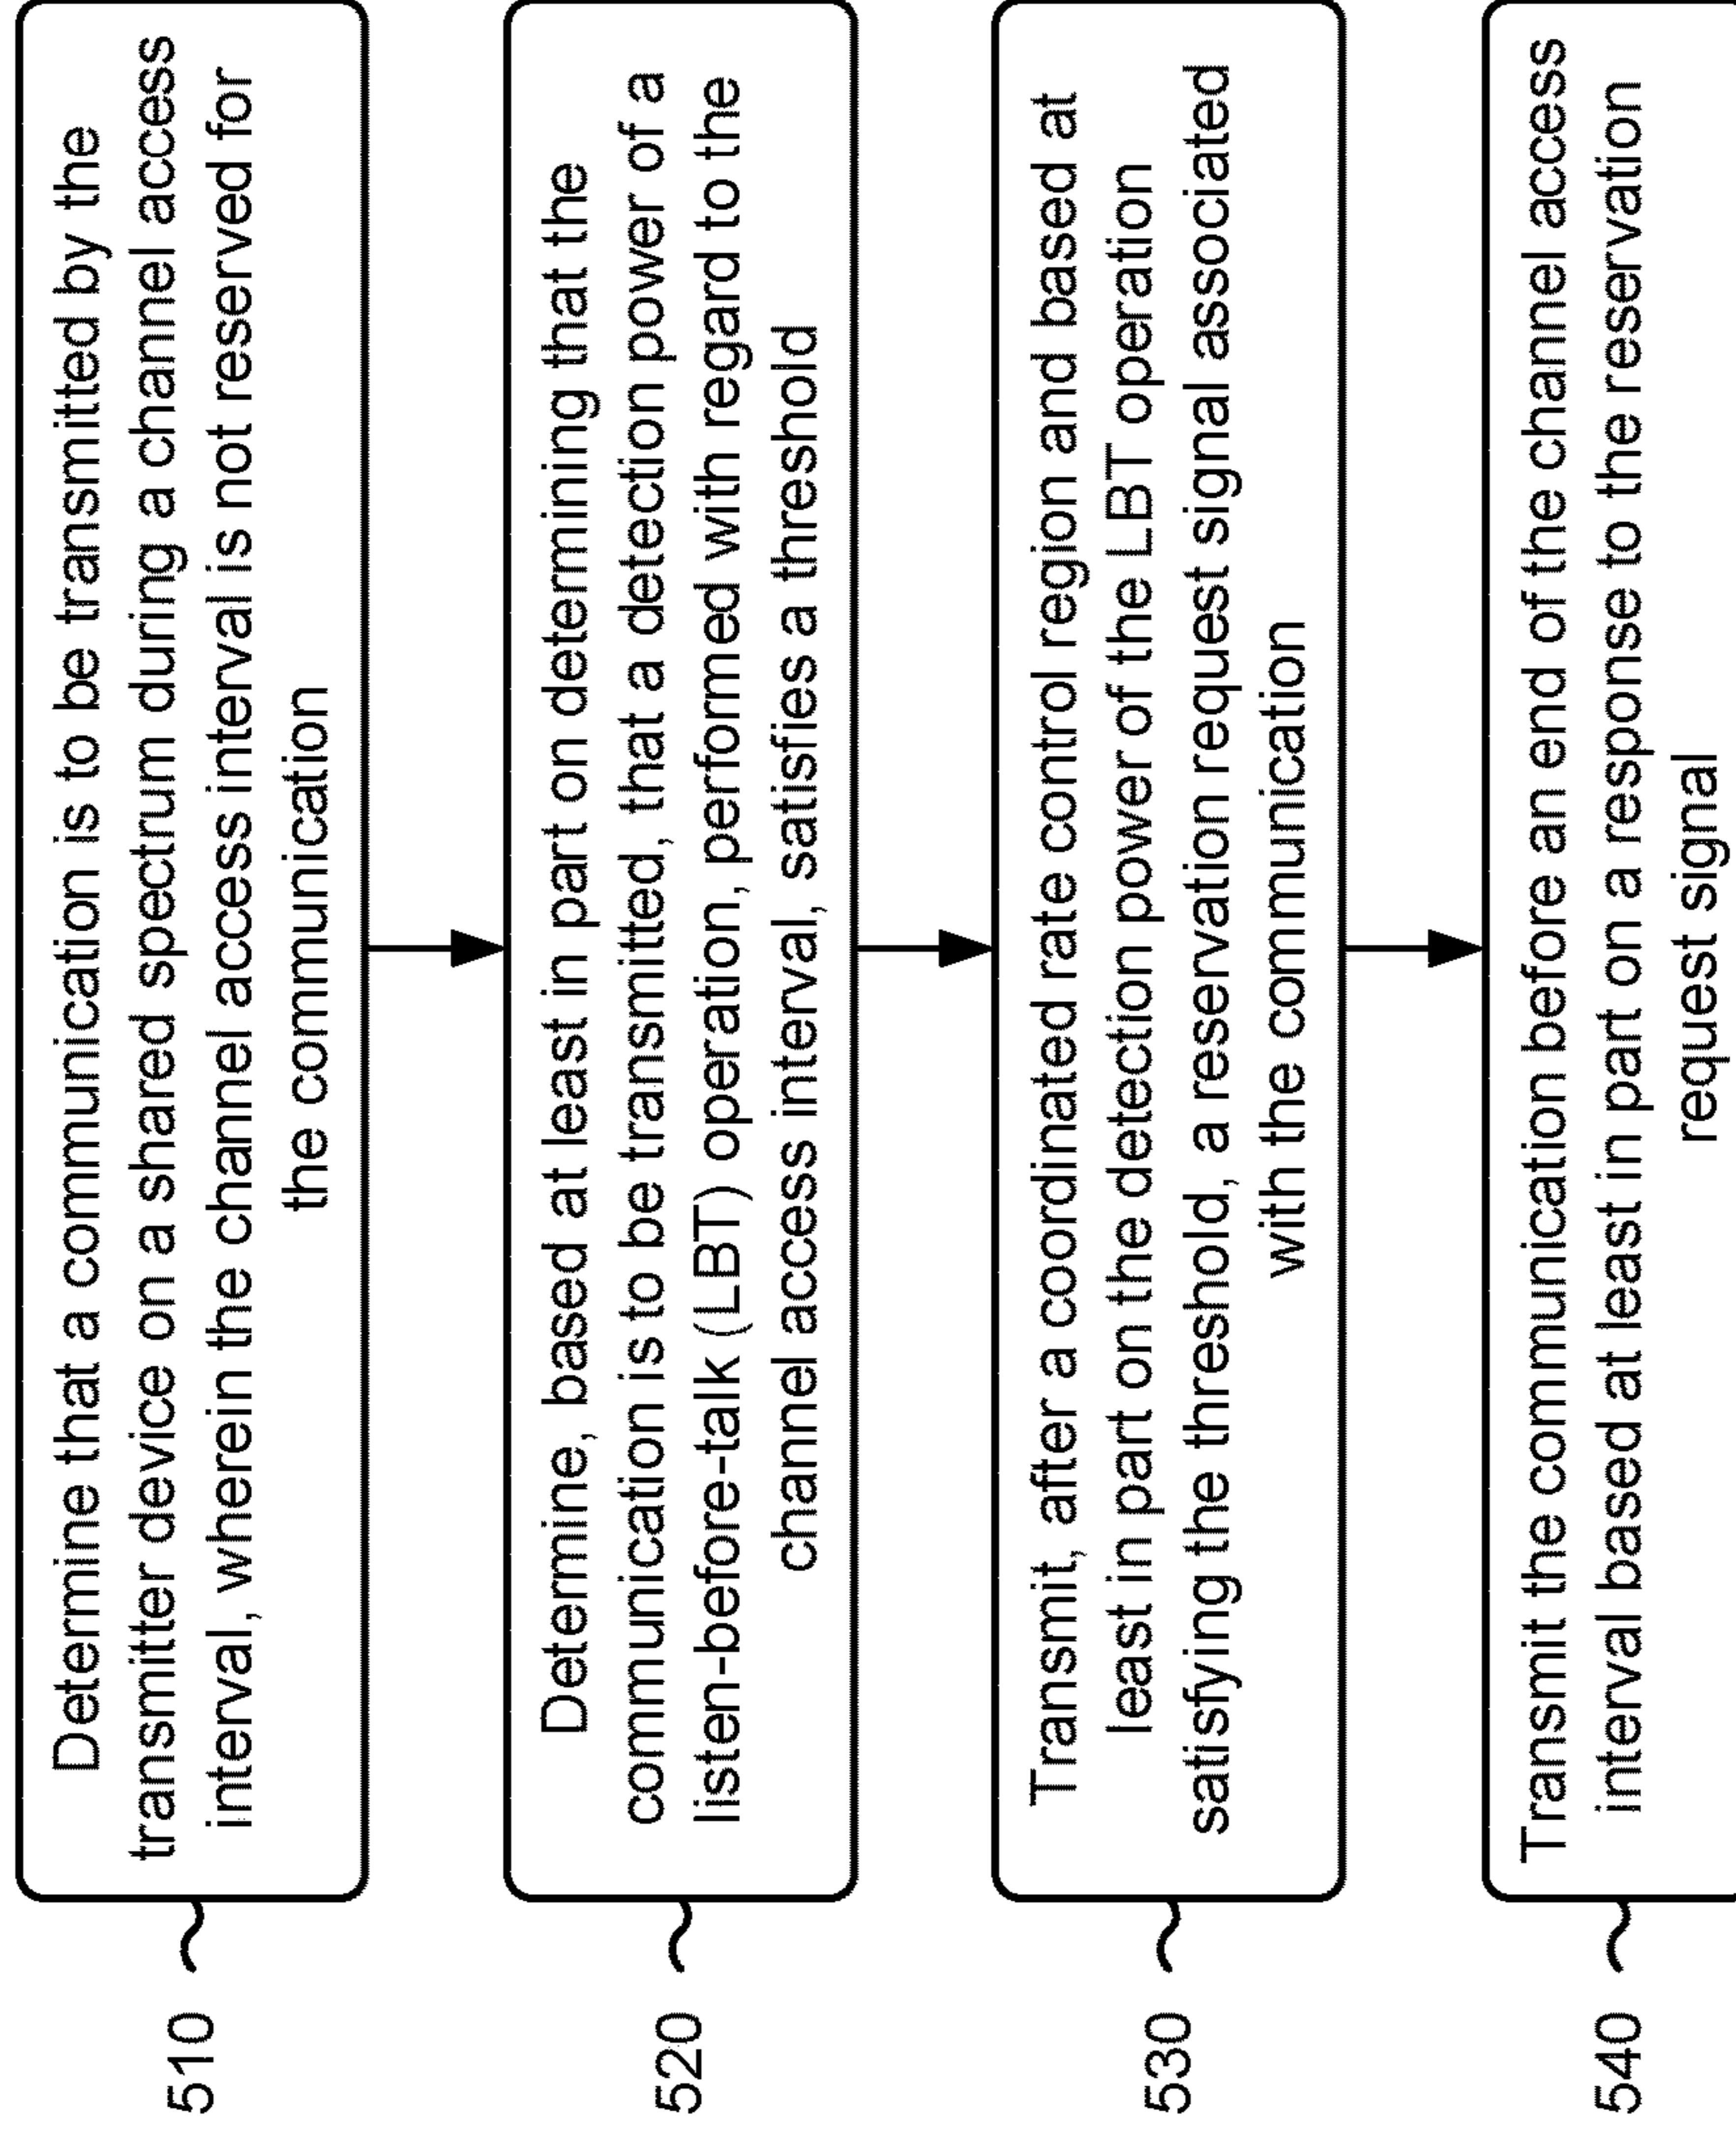 510
Determine that a communication is to be transmitted by the
transmitter device on a shared spectrum during a channel access
interval, wherein the channel access interval is not reserved for
the communication
520
Determine, based at least in part on determining that the
communication is to be transmitted, that a detection power of a
listen-before-talk (LBT) operation, performed with regard to the
channel access interval, satisfies a threshold
530
Transmit, after a coordinated rate control region and based at
least in part on the detection power of the LBT operation
satisfying the threshold, a reservation request signal associated
with the communication
540
Transmit the communication before an end of the channel access
interval based at least in part on a response to the reservation
request signal